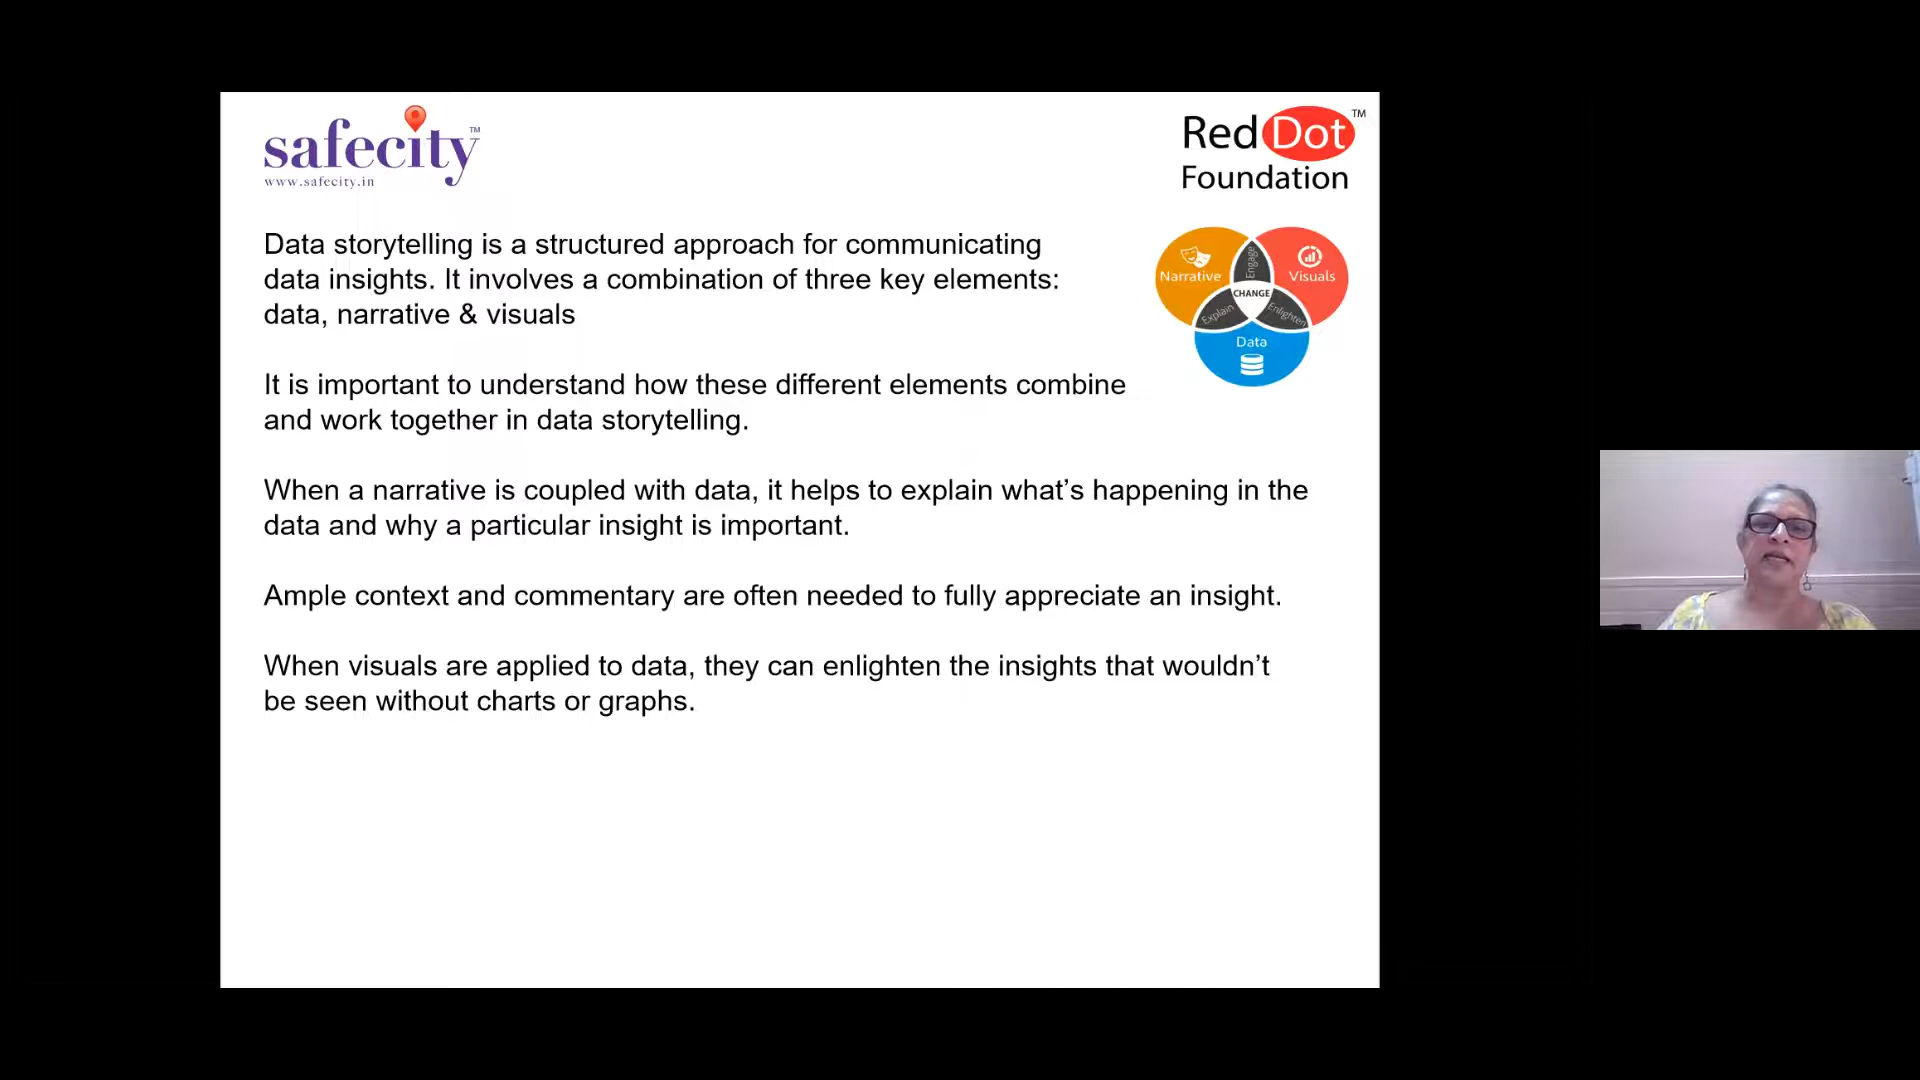 safecity™
www.safecity.in
Red Dot™
Foundation
Data storytelling is a structured approach for communicating
data insights. It involves a combination of three key elements:
data, narrative & visuals
Narrative
Engage
Visuals
CHANGE
Explain
Enlighten
Data
It is important to understand how these different elements combine
and work together in data storytelling.
When a narrative is coupled with data, it helps to explain what’s happening in the
data and why a particular insight is important.
Ample context and commentary are often needed to fully appreciate an insight.
When visuals are applied to data, they can enlighten the insights that wouldn’t
be seen without charts or graphs.